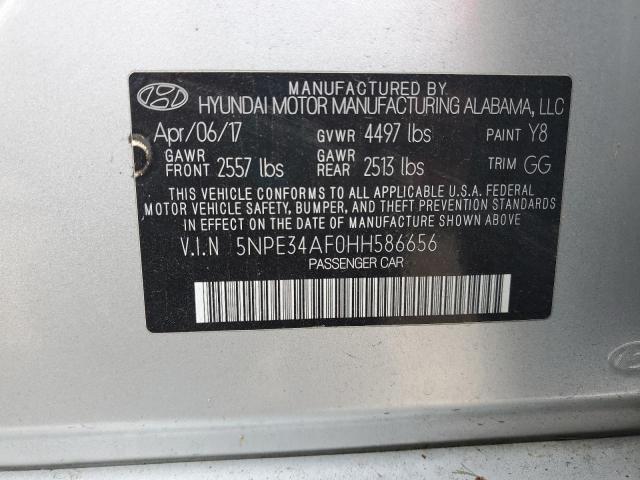 MANUFACTURED BY
HYUNDAI MOTOR MANUFACTURING ALABAMA, LLC
Apr/06/17 GVWR 4497 lbs PAINT Y8
GAWR FRONT 2557 lbs GAWR REAR 2513 lbs TRIM GG
THIS VEHICLE CONFORMS TO ALL APPLICABLE U.S.A. FEDERAL
MOTOR VEHICLE SAFETY, BUMPER, AND THEFT PREVENTION
STANDARDS IN EFFECT ON THE DATE OF MANUFACTURE SHOWN ABOVE.
V.I.N 5NPE34AF0HH586656
PASSENGER CAR